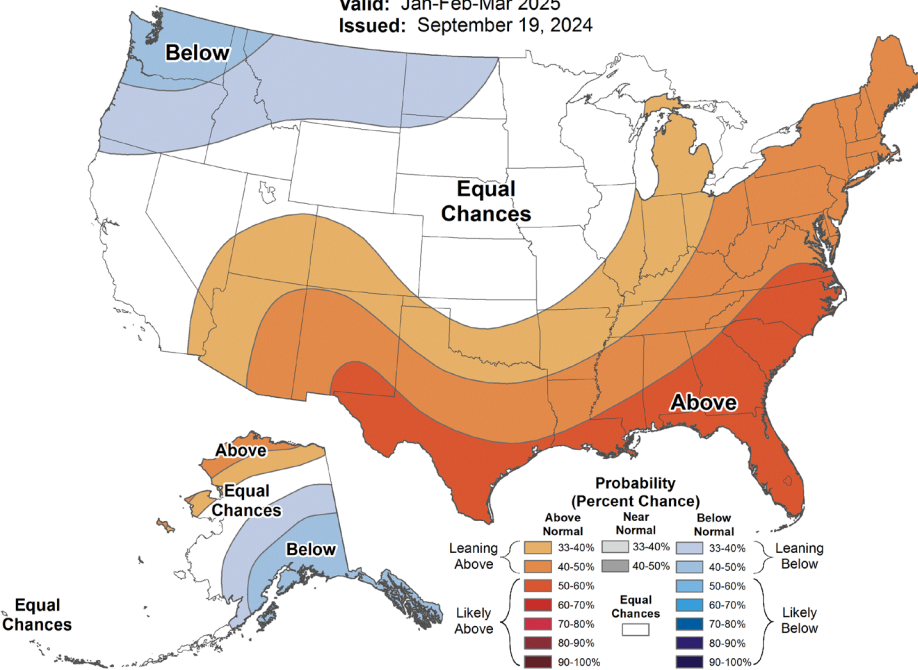 Valid: Jan-Feb-Mar 2025
Issued: September 19, 2024
Below
Equal
Chances
Above
Above
Equal
Chances
Below
Equal
Chances
Probability
(Percent Chance)
Above
Normal
Near
Normal
Below
Normal
Leaning
Above
33-40%
33-40%
33-40%
Leaning
Below
40-50%
40-50%
40-50%
Likely
Above
50-60%
50-60%
60-70%
Equal
Chances
60-70%
Likely
Below
70-80%
70-80%
80-90%
80-90%
90-100%
90-100%